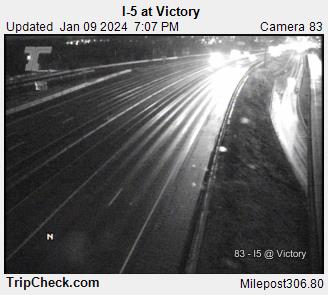 I-5 at Victory
Updated  Jan 09 2024  7:07 PM
Camera 83
N
83 - I5 @ Victory
TripCheck.com
Milepost306.80